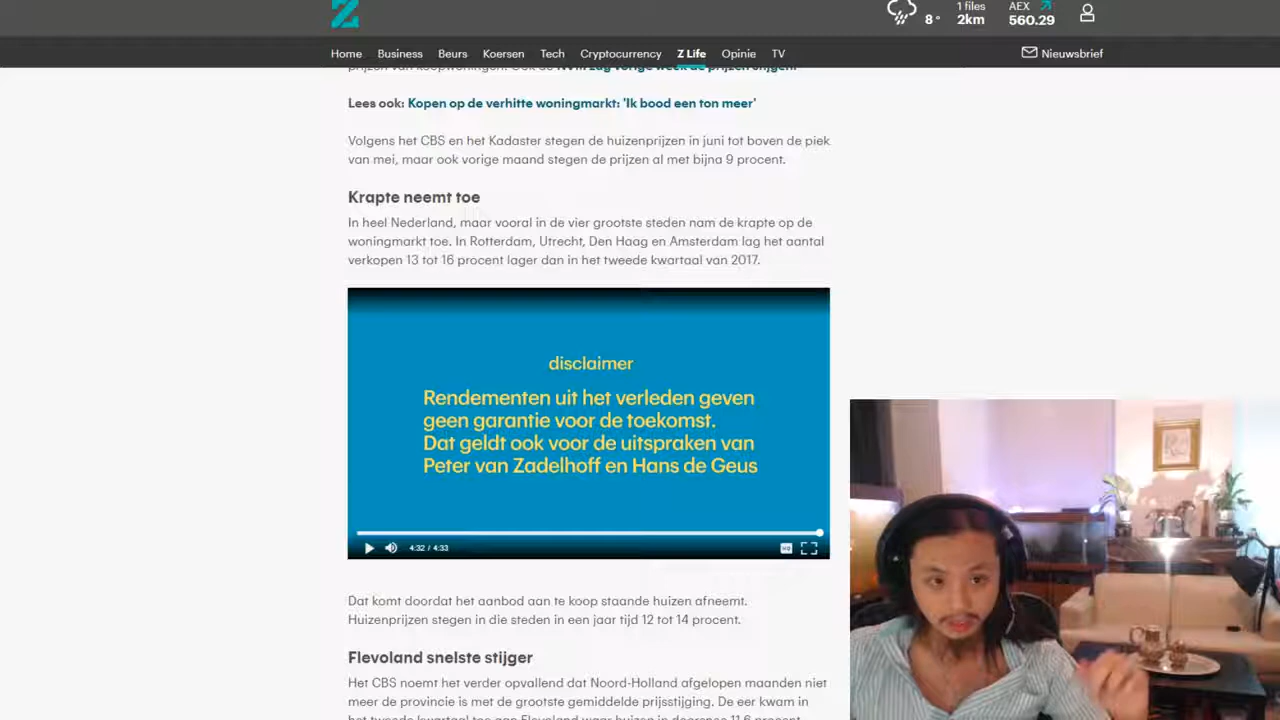 Z
8°
1 files
2km
AEX
560.29
Home Business Beurs Koersen Tech Cryptocurrency Z Life Opinie TV
Nieuwsbrief
Lees ook: Kopen op de verhitte woningmarkt: 'Ik bood een ton meer'
Volgens het CBS en het Kadaster stegen de huizenprijzen in juni tot boven de piek
van mei, maar ook vorige maand stegen de prijzen al met bijna 9 procent.
Krapte neemt toe
In heel Nederland, maar vooral in de vier grootste steden nam de krapte op de
woningmarkt toe. In Rotterdam, Utrecht, Den Haag en Amsterdam lag het aantal
verkopen 13 tot 16 procent lager dan in het tweede kwartaal van 2017.
disclaimer
Rendementen uit het verleden geven
geen garantie voor de toekomst.
Dat geldt ook voor de uitspraken van
Peter van Zadelhoff en Hans de Geus
4:32 / 4:33
HQ
Dat komt doordat het aanbod aan te koop staande huizen afneemt.
Huizenprijzen stegen in die steden in een jaar tijd 12 tot 14 procent.
Flevoland snelste stijger
Het CBS noemt het verder opvallend dat Noord-Holland afgelopen maanden niet
meer de provincie is met de grootste gemiddelde prijsstijging. De eer kwam in